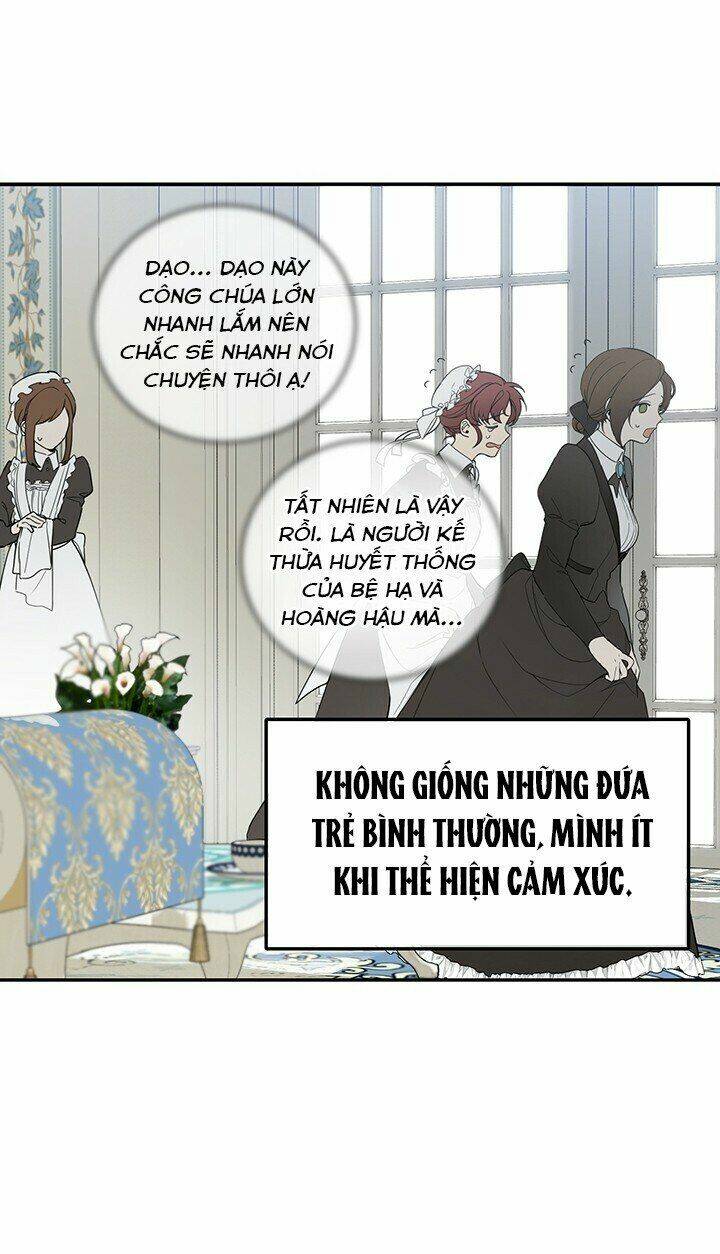 DẠO... DẠO NÀY
CÔNG CHÚA LỚN
NHANH LẮM NÊN
CHẮC SẼ NHANH NÓI
CHUYỆN THÔI Ạ!
TẤT NHIÊN LÀ VẬY
RỒI. LÀ NGƯỜI KẾ
THỪA HUYẾT THỐNG
CỦA BỆ HẠ VÀ
HOÀNG HẬU MÀ...
KHÔNG GIỐNG NHỮNG ĐỨA
TRẺ BÌNH THƯỜNG, MÌNH ÍT
KHI THỂ HIỆN CẢM XÚC.